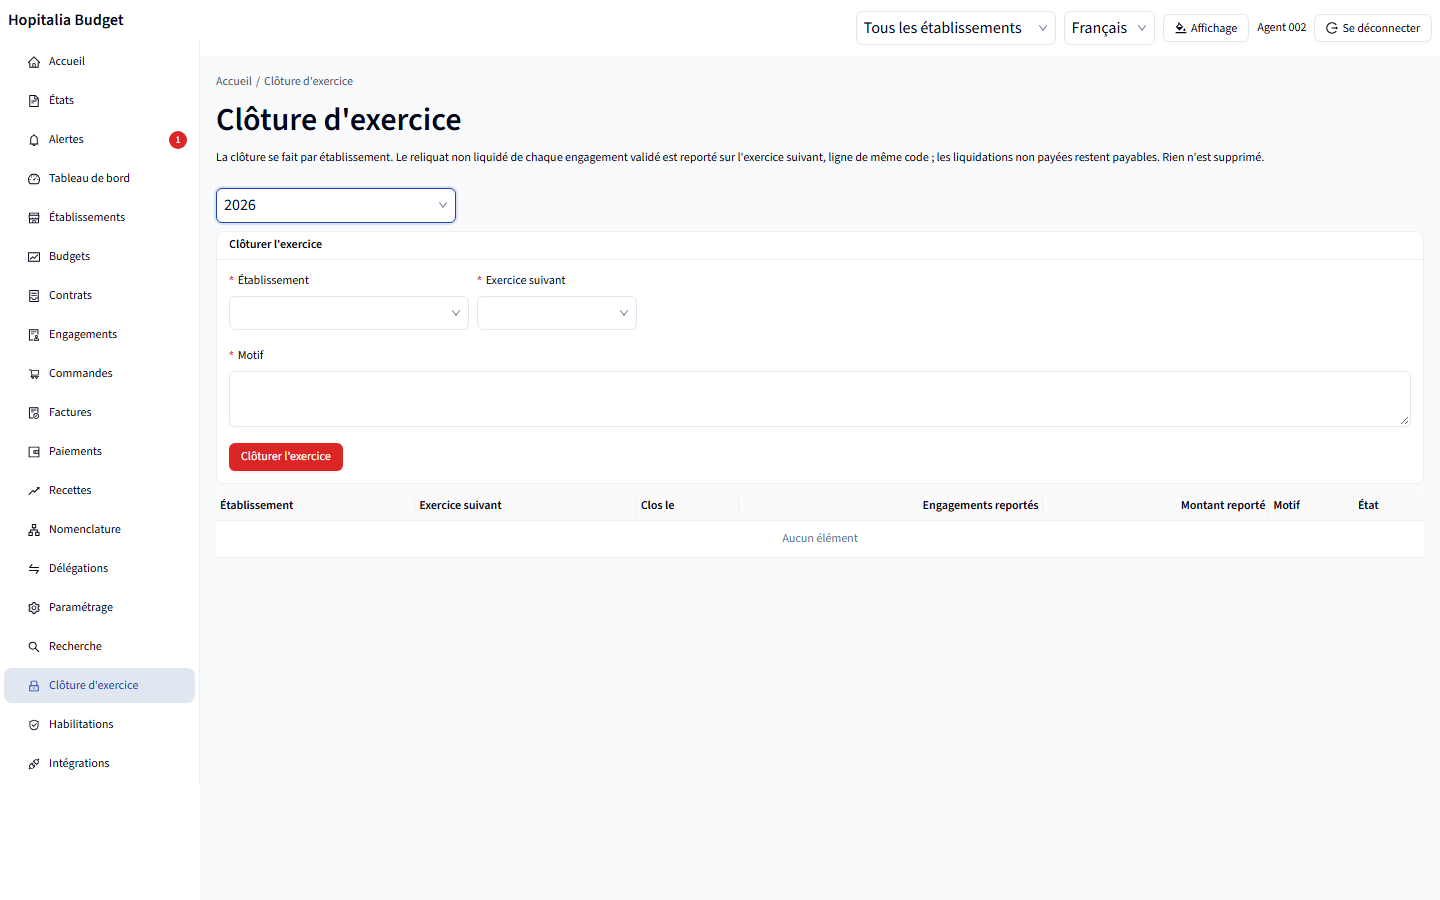 Hopitalia Budget
Tous les établissements
Français
Affichage
Agent 002
Se déconnecter
Accueil
États
Alertes
1
Tableau de bord
Établissements
Budgets
Contrats
Engagements
Commandes
Factures
Paiements
Recettes
Nomenclature
Délégations
Paramétrage
Recherche
Clôture d'exercice
Habilitations
Intégrations
Accueil / Clôture d'exercice
Clôture d'exercice
La clôture se fait par établissement. Le reliquat non liquidé de chaque engagement validé est reporté sur l'exercice suivant, ligne de même code ; les liquidations non payées restent payables. Rien n'est supprimé.
2026
Clôturer l'exercice
* Établissement * Exercice suivant
* Motif
Clôturer l'exercice
Établissement Exercice suivant Clos le Engagements reportés Montant reporté Motif État
Aucun élément